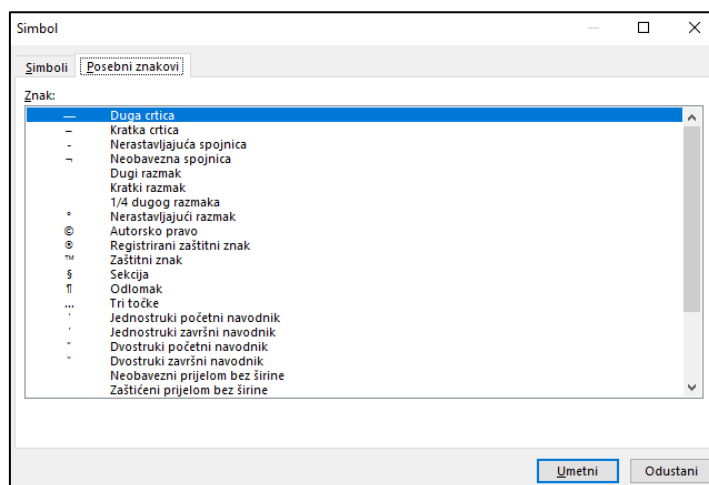 Simbol
Simboli Posebni znakovi
Znak:
— Duga crtica
– Kratka crtica
- Nerastavljajuća spojnica
¬ Neobavezna spojnica
Dugi razmak
Kratki razmak
1/4 dugog razmaka
° Nerastavljajući razmak
© Autorsko pravo
® Registrirani zaštitni znak
™ Zaštitni znak
§ Sekcija
¶ Odlomak
... Tri točke
‘ Jednostruki početni navodnik
’ Jednostruki završni navodnik
“ Dvostruki početni navodnik
” Dvostruki završni navodnik
Neobavezni prijelom bez širine
Zaštićeni prijelom bez širine
Umetni Odustani